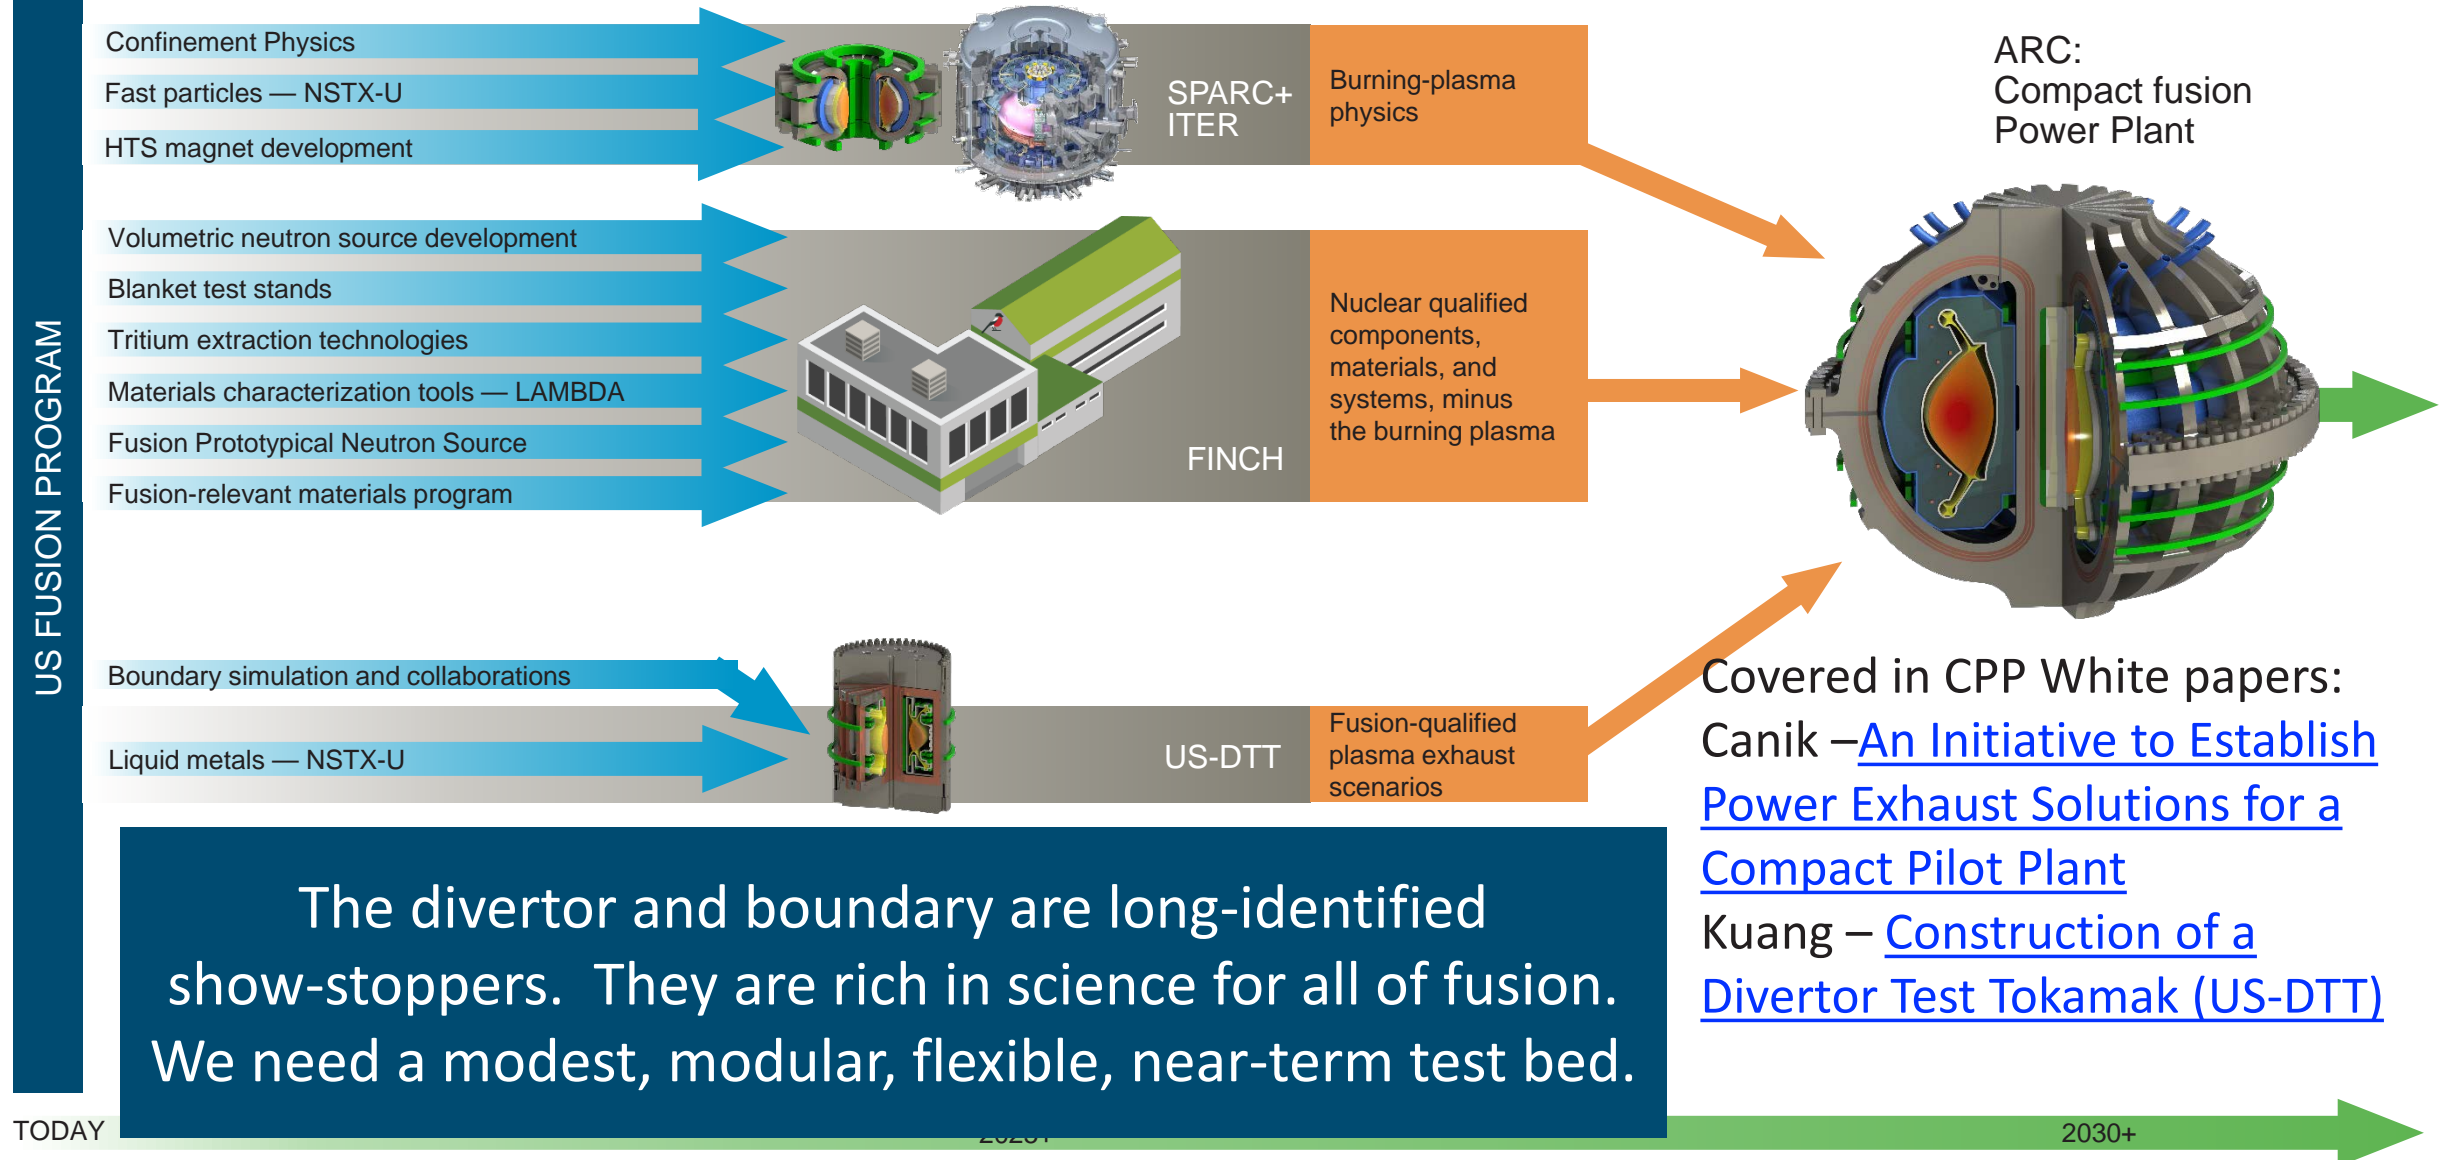 US FUSION PROGRAM
Confinement Physics
Fast particles — NSTX-U
HTS magnet development
SPARC+
ITER
Burning-plasma
physics
ARC:
Compact fusion
Power Plant
Volumetric neutron source development
Blanket test stands
Tritium extraction technologies
Materials characterization tools — LAMBDA
Fusion Prototypical Neutron Source
Fusion-relevant materials program
FINCH
Nuclear qualified
components,
materials, and
systems, minus
the burning plasma
Boundary simulation and collaborations
Liquid metals — NSTX-U
US-DTT
Fusion-qualified
plasma exhaust
scenarios
Covered in CPP White papers:
Canik –An Initiative to Establish
Power Exhaust Solutions for a
Compact Pilot Plant
Kuang – Construction of a
Divertor Test Tokamak (US-DTT)
The divertor and boundary are long-identified
show-stoppers.  They are rich in science for all of fusion.
We need a modest, modular, flexible, near-term test bed.
TODAY
2030+